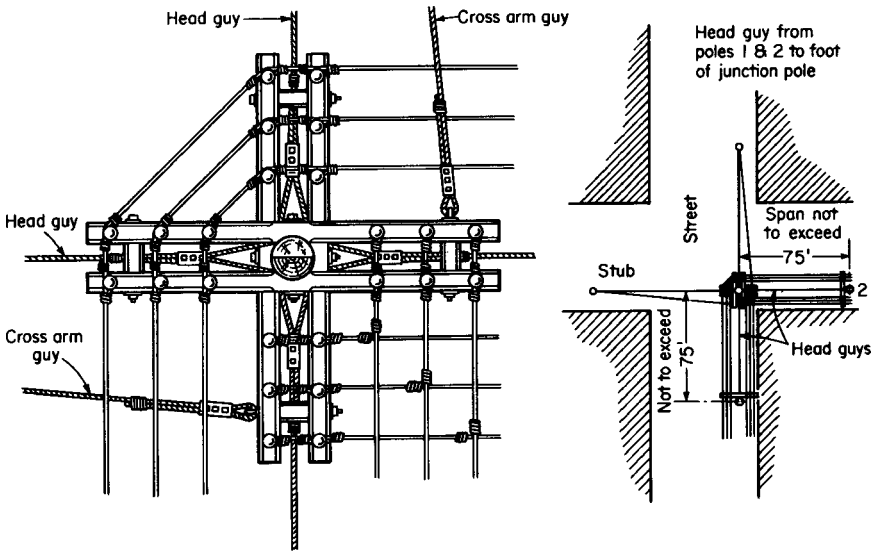 Head guy
Cross arm guy
Head guy
Cross arm
guy
Head guy from
poles 1 & 2 to foot
of junction pole
Street
Span not
to exceed
75'
Stub
2
Not to exceed
75'
Head guys